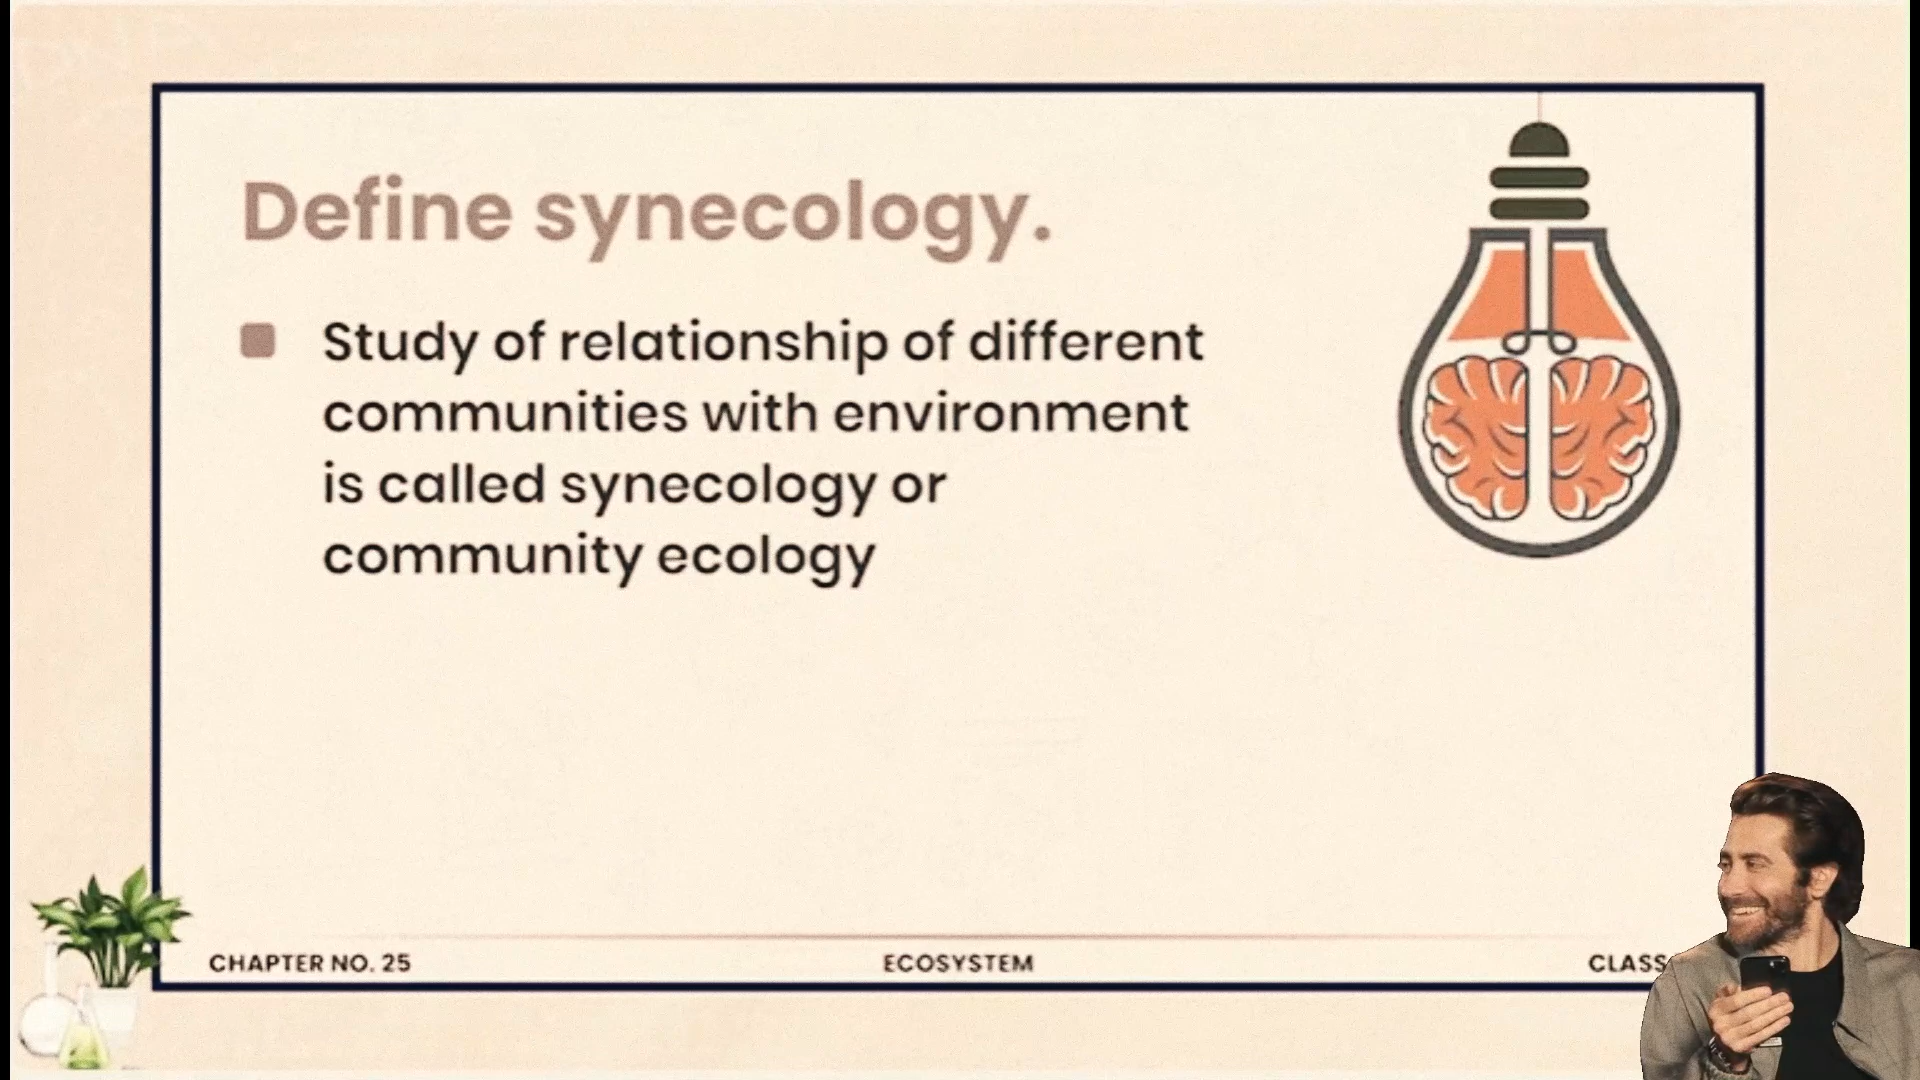 Define synecology.
Study of relationship of different
communities with environment
is called synecology or
community ecology
CHAPTER NO. 25
ECOSYSTEM
CLASS